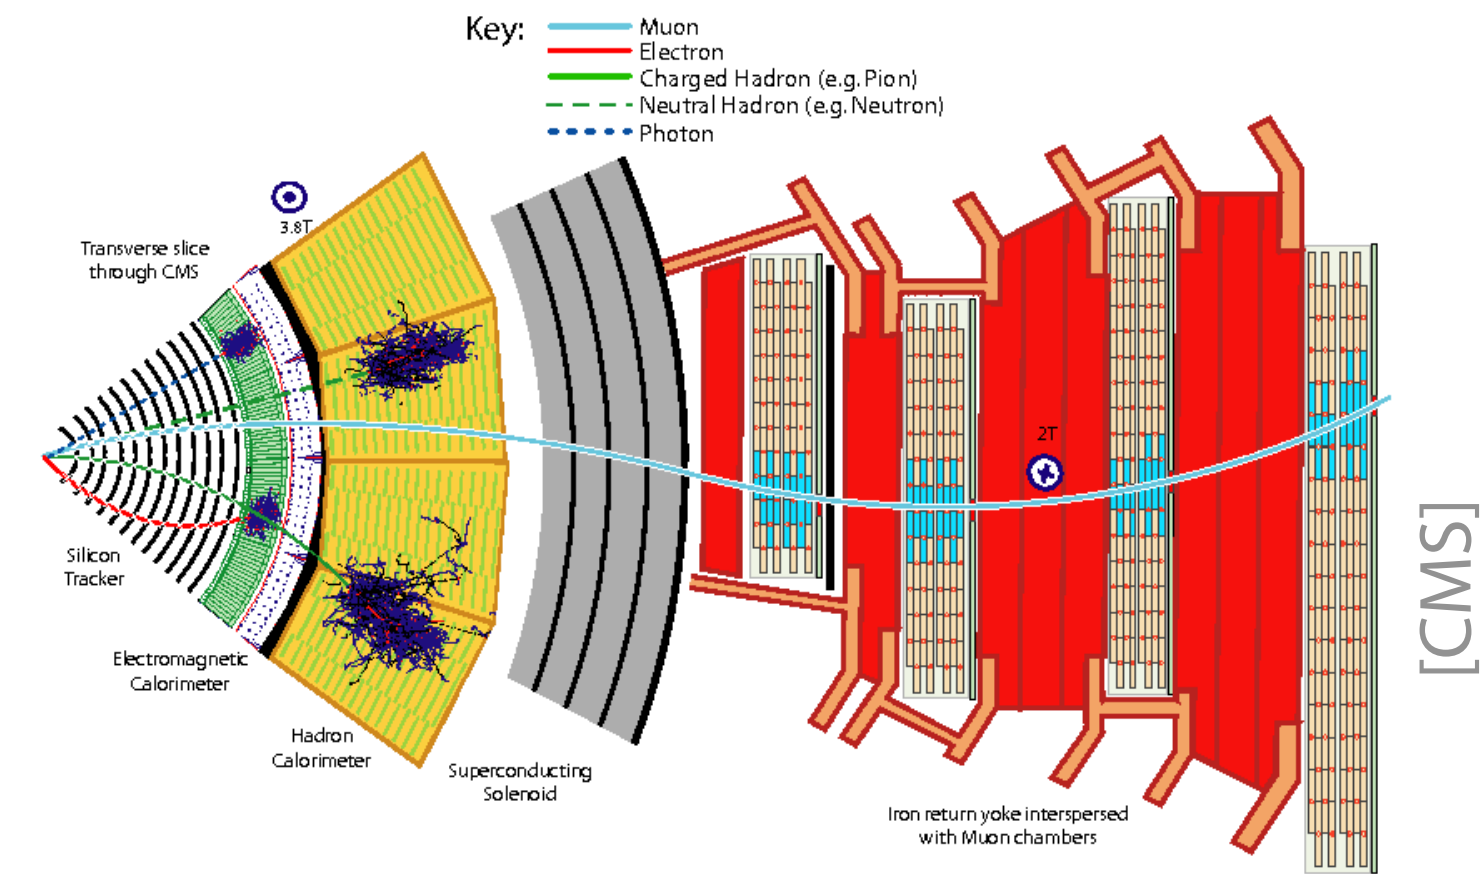 Key:
Muon
Electron
Charged Hadron (e.g. Pion)
Neutral Hadron (e.g. Neutron)
Photon
3.8T
Transverse slice
through CMS
2T
Silicon
Tracker
Electromagnetic
Calorimeter
Hadron
Calorimeter
Superconducting
Solenoid
Iron return yoke interspersed
with Muon chambers
[CMS]